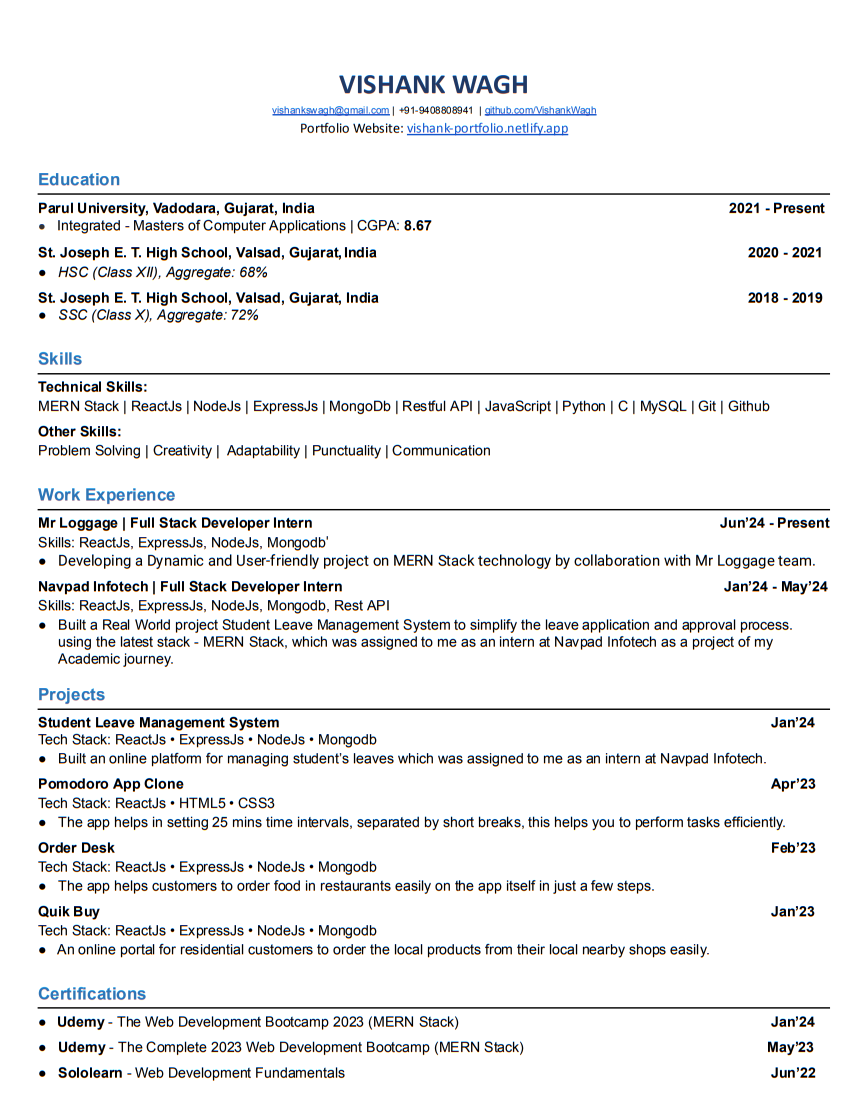 VISHANK WAGH
vishankswagh@gmail.com | +91-9408808941 | github.com/VishankWagh
Portfolio Website: vishank-portfolio.netlify.app
Education
Parul University, Vadodara, Gujarat, India 2021 - Present
● Integrated - Masters of Computer Applications | CGPA: 8.67
St. Joseph E. T. High School, Valsad, Gujarat, India 2020 - 2021
● HSC (Class XII), Aggregate: 68%
St. Joseph E. T. High School, Valsad, Gujarat, India 2018 - 2019
● SSC (Class X), Aggregate: 72%
Skills
Technical Skills:
MERN Stack | ReactJs | NodeJs | ExpressJs | MongoDb | Restful API | JavaScript | Python | C | MySQL | Git | Github
Other Skills:
Problem Solving | Creativity | Adaptability | Punctuality | Communication
Work Experience
Mr Loggage | Full Stack Developer Intern Jun’24 - Present
Skills: ReactJs, ExpressJs, NodeJs, Mongodb'
● Developing a Dynamic and User-friendly project on MERN Stack technology by collaboration with Mr Loggage team.
Navpad Infotech | Full Stack Developer Intern Jan’24 - May’24
Skills: ReactJs, ExpressJs, NodeJs, Mongodb, Rest API
● Built a Real World project Student Leave Management System to simplify the leave application and approval process.
using the latest stack - MERN Stack, which was assigned to me as an intern at Navpad Infotech as a project of my
Academic journey.
Projects
Student Leave Management System Jan’24
Tech Stack: ReactJs • ExpressJs • NodeJs • Mongodb
● Built an online platform for managing student’s leaves which was assigned to me as an intern at Navpad Infotech.
Pomodoro App Clone Apr’23
Tech Stack: ReactJs • HTML5 • CSS3
● The app helps in setting 25 mins time intervals, separated by short breaks, this helps you to perform tasks efficiently.
Order Desk Feb’23
Tech Stack: ReactJs • ExpressJs • NodeJs • Mongodb
● The app helps customers to order food in restaurants easily on the app itself in just a few steps.
Quik Buy Jan’23
Tech Stack: ReactJs • ExpressJs • NodeJs • Mongodb
● An online portal for residential customers to order the local products from their local nearby shops easily.
Certifications
● Udemy - The Web Development Bootcamp 2023 (MERN Stack) Jan’24
● Udemy - The Complete 2023 Web Development Bootcamp (MERN Stack) May’23
● Sololearn - Web Development Fundamentals Jun’22